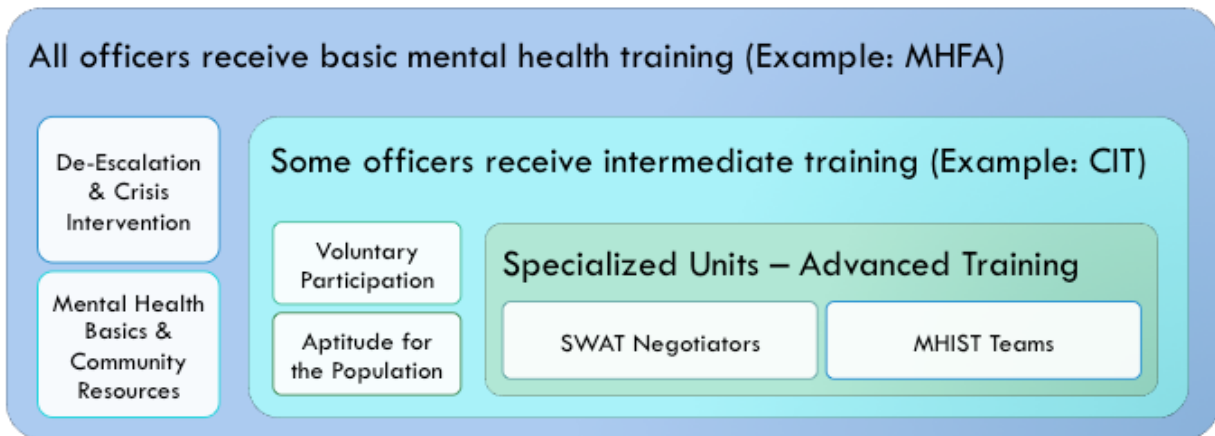 All officers receive basic mental health training (Example: MHFA)
De-Escalation
& Crisis
Intervention
Mental Health
Basics &
Community
Resources
Some officers receive intermediate training (Example: CIT)
Voluntary
Participation
Aptitude for
the Population
Specialized Units – Advanced Training
SWAT Negotiators
MHIST Teams